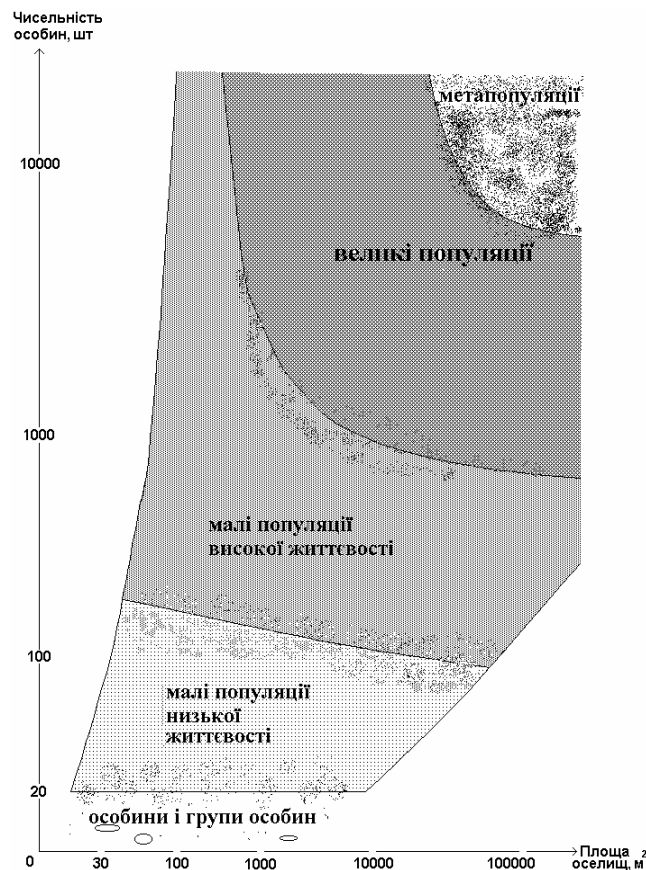 Чисельність
особин, шт
метапопуляції
10000
великі популяції
1000
малі популяції
високої життєвості
100
малі популяції
низької
життєвості
20
особини і групи особин
0 30 100 1000 10000 100000
Площа
оселищ, м²